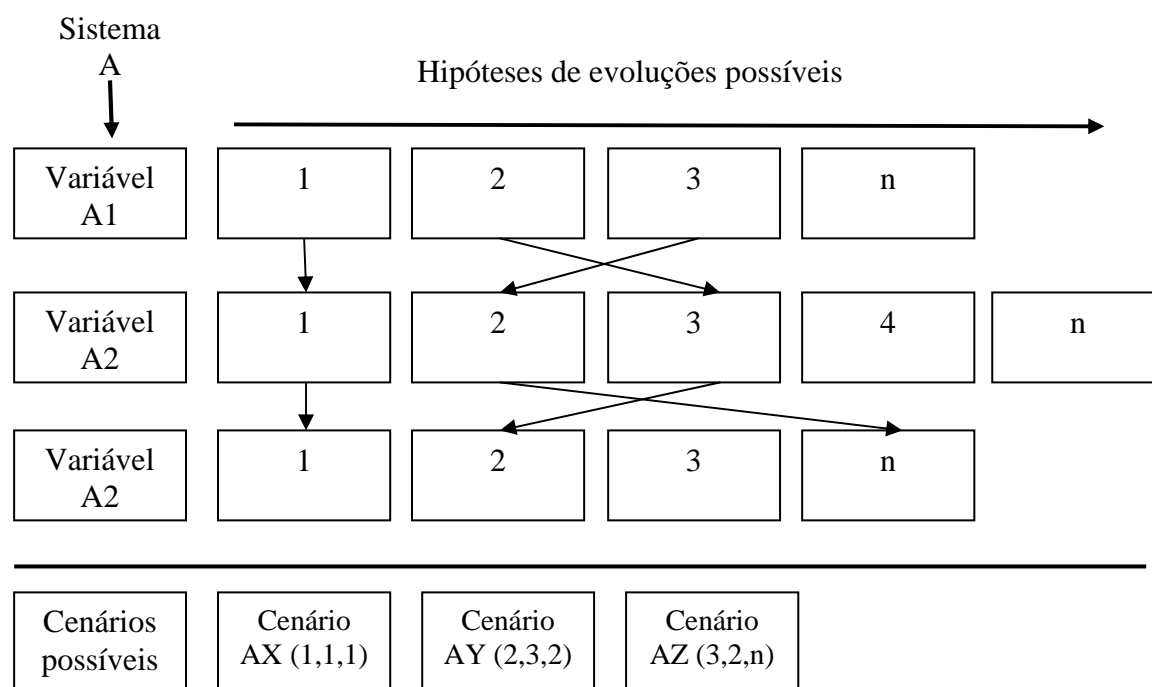 Sistema
A
Hipóteses de evoluções possíveis
Variável
A1
1
2
3
n
Variável
A2
1
2
3
4
n
Variável
A2
1
2
3
n
Cenários
possíveis
Cenário
AX (1,1,1)
Cenário
AY (2,3,2)
Cenário
AZ (3,2,n)